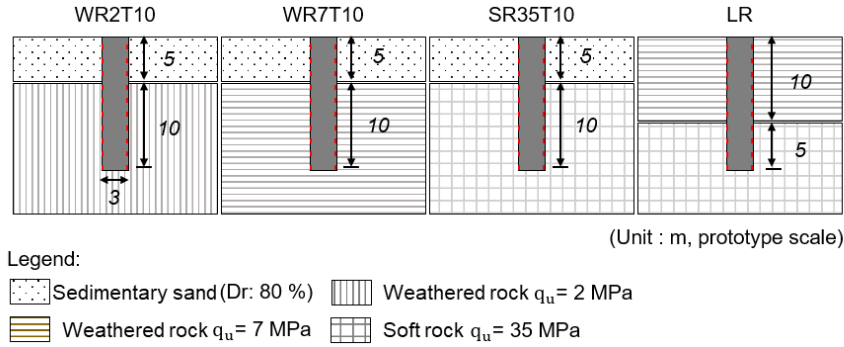 WR2T10 WR7T10 SR35T10 LR
5 5 5
10 10 10 10
5
3
(Unit : m, prototype scale)
Legend:
Sedimentary sand (Dr: 80 %) Weathered rock qu= 2 MPa
Weathered rock qu= 7 MPa Soft rock qu= 35 MPa